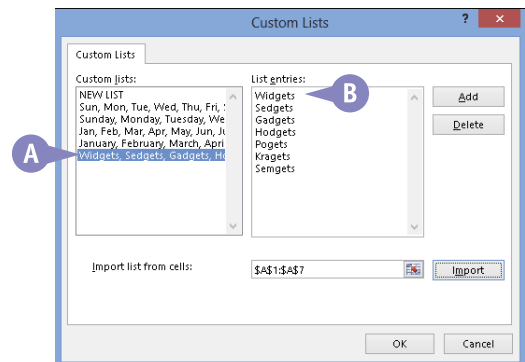 Custom Lists
?
Custom Lists
Custom lists:
List entries:
NEW LIST
Sun, Mon, Tue, Wed, Thu, Fri, S
Sunday, Monday, Tuesday, We
Jan, Feb, Mar, Apr, May, Jun, Ju
January, February, March, Apri
Widgets, Sedgets, Gadgets, Ho
Widgets
Sedgets
Gadgets
Hodgets
Pogets
Kragets
Semgets
Add
Delete
A
B
Import list from cells:
$A$1:$A$7
Import
OK
Cancel